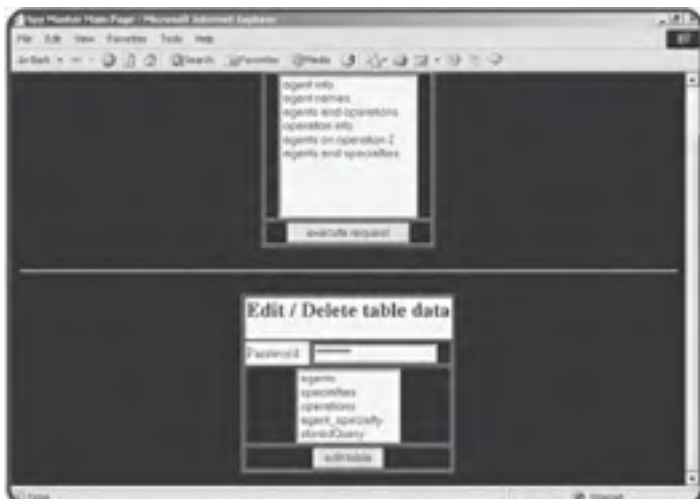 Spy Master Main Page - Microsoft Internet Explorer
File Edit View Favorites Tools Help
Back Search Favorites Media
agent info
agent names
agents and operations
operation info
agents on operation 2
agents and specialties
execute request
Edit / Delete table data
Password
agents
specialties
operations
agent_specialty
storedQuery
edit table
Done
Internet